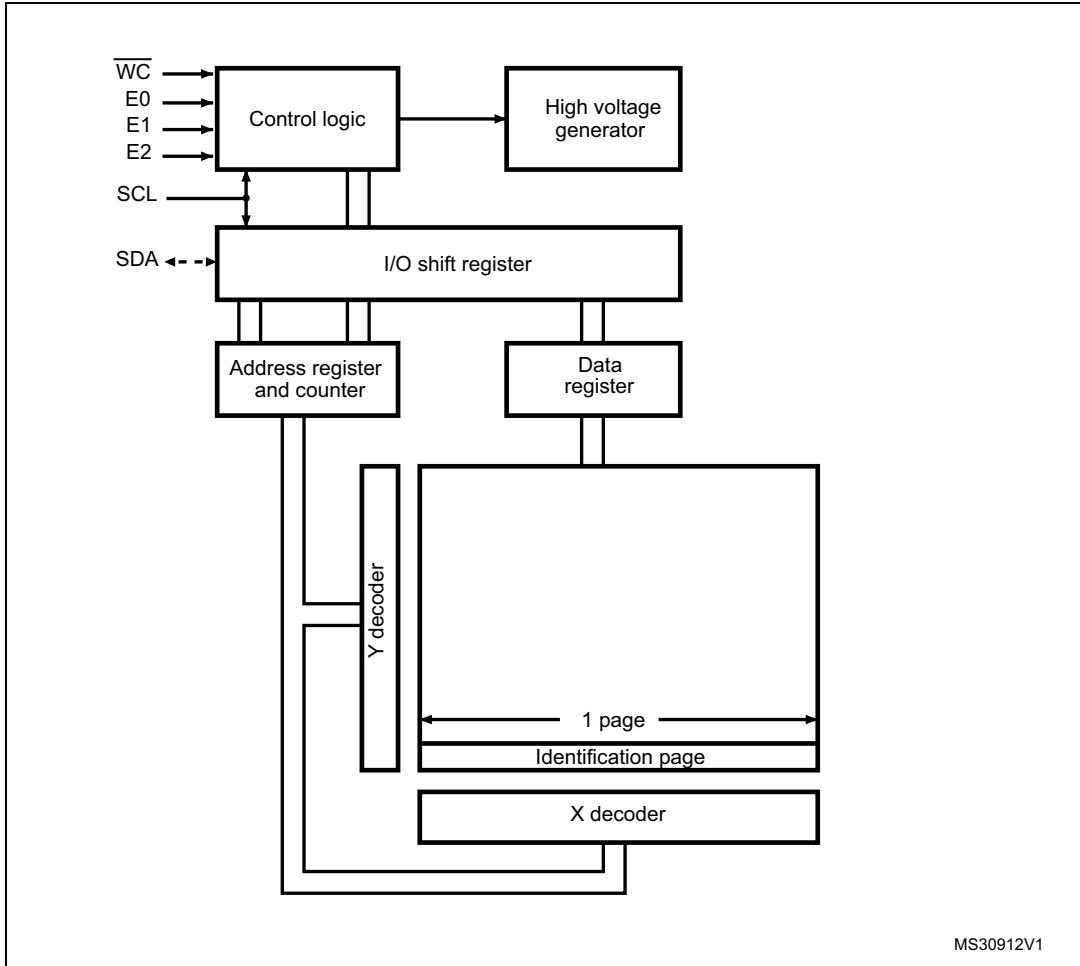 W̅C̅
E0
E1
E2
SCL
SDA
Control logic
High voltage
generator
I/O shift register
Address register
and counter
Data
register
Y decoder
1 page
Identification page
X decoder
MS30912V1